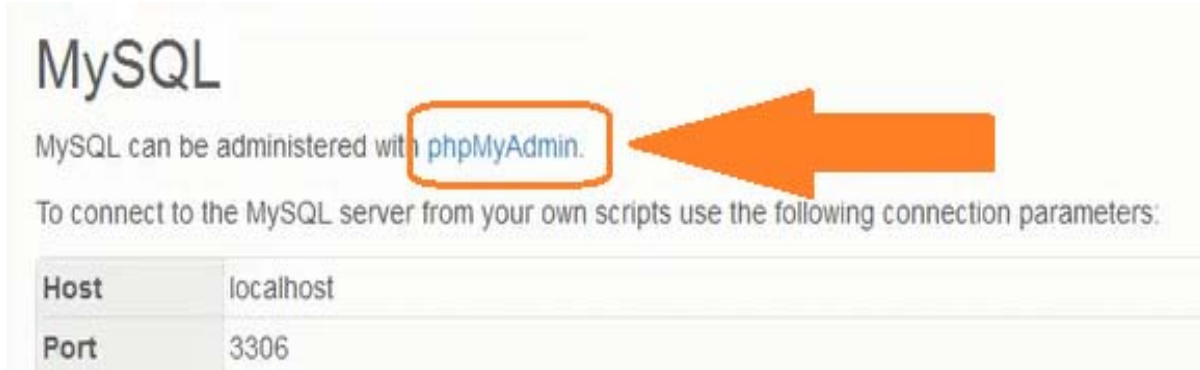 MySQL
MySQL can be administered with phpMyAdmin.
To connect to the MySQL server from your own scripts use the following connection parameters:
Host localhost
Port 3306